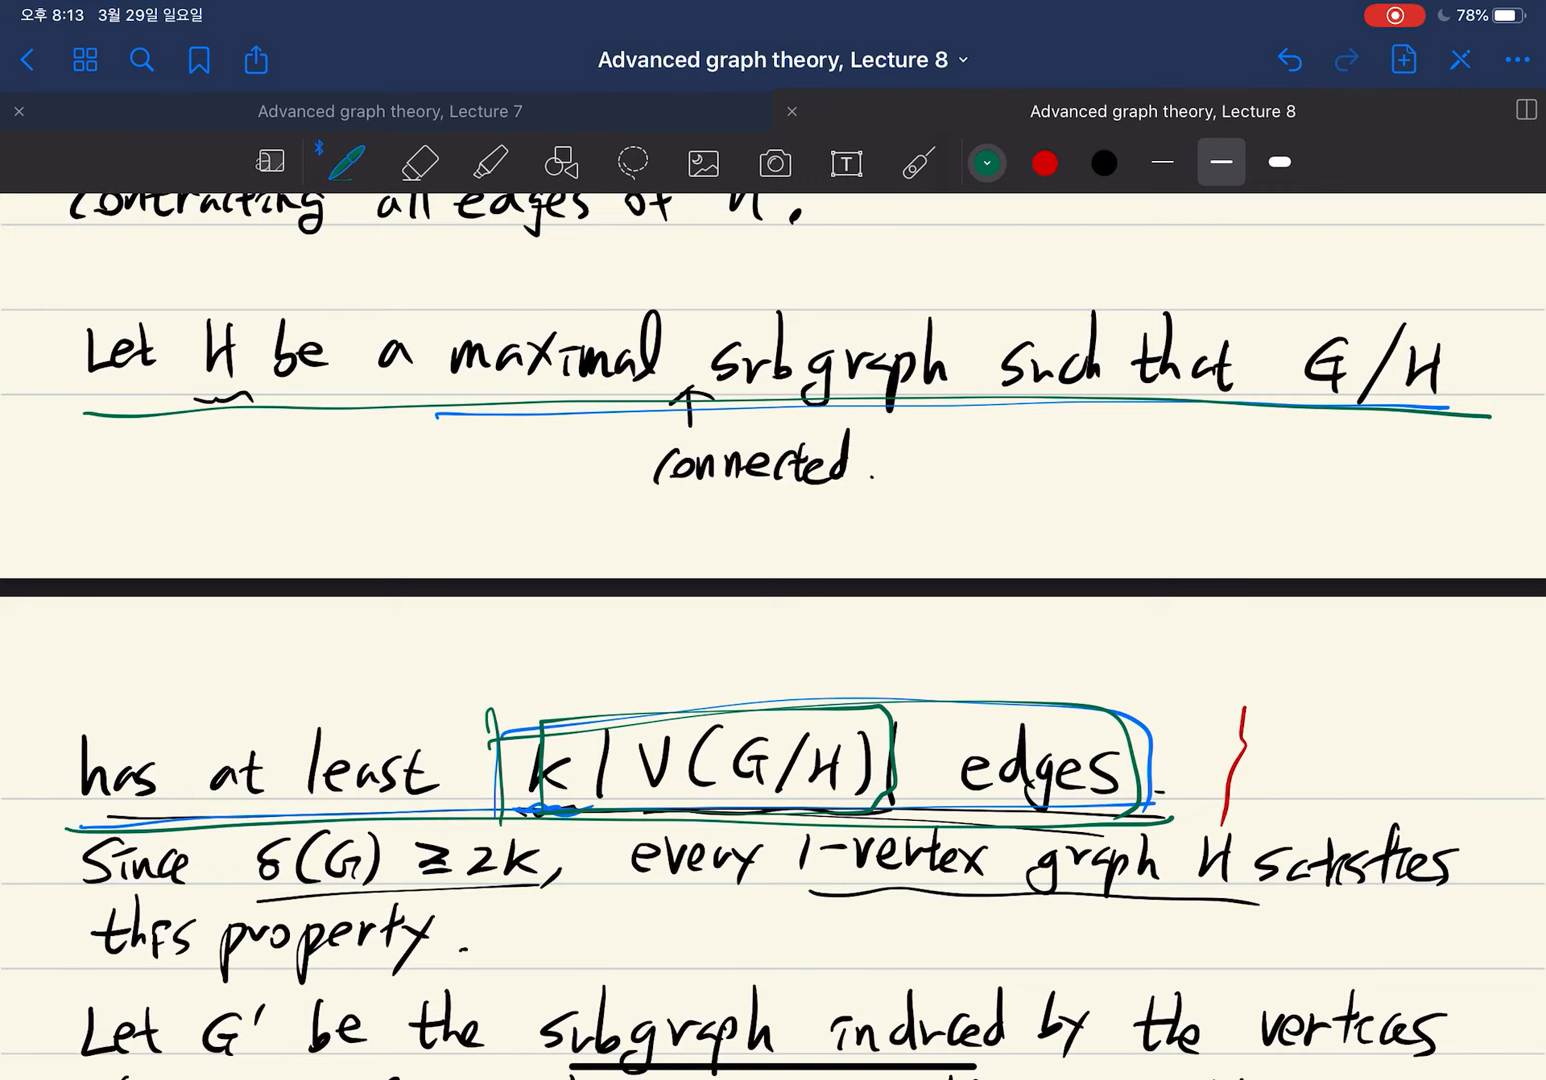 오후 8:13 3월 29일 일요일
78%
Advanced graph theory, Lecture 8
Advanced graph theory, Lecture 7
Advanced graph theory, Lecture 8
T
contracting all edges of H.
Let H be a maximal subgraph such that G/H
connected.
has at least k|V(G/H)| edges.
Since δ(G) ≥ 2k, every 1-vertex graph H satisfies
this property.
Let G' be the subgraph induced by the vertices